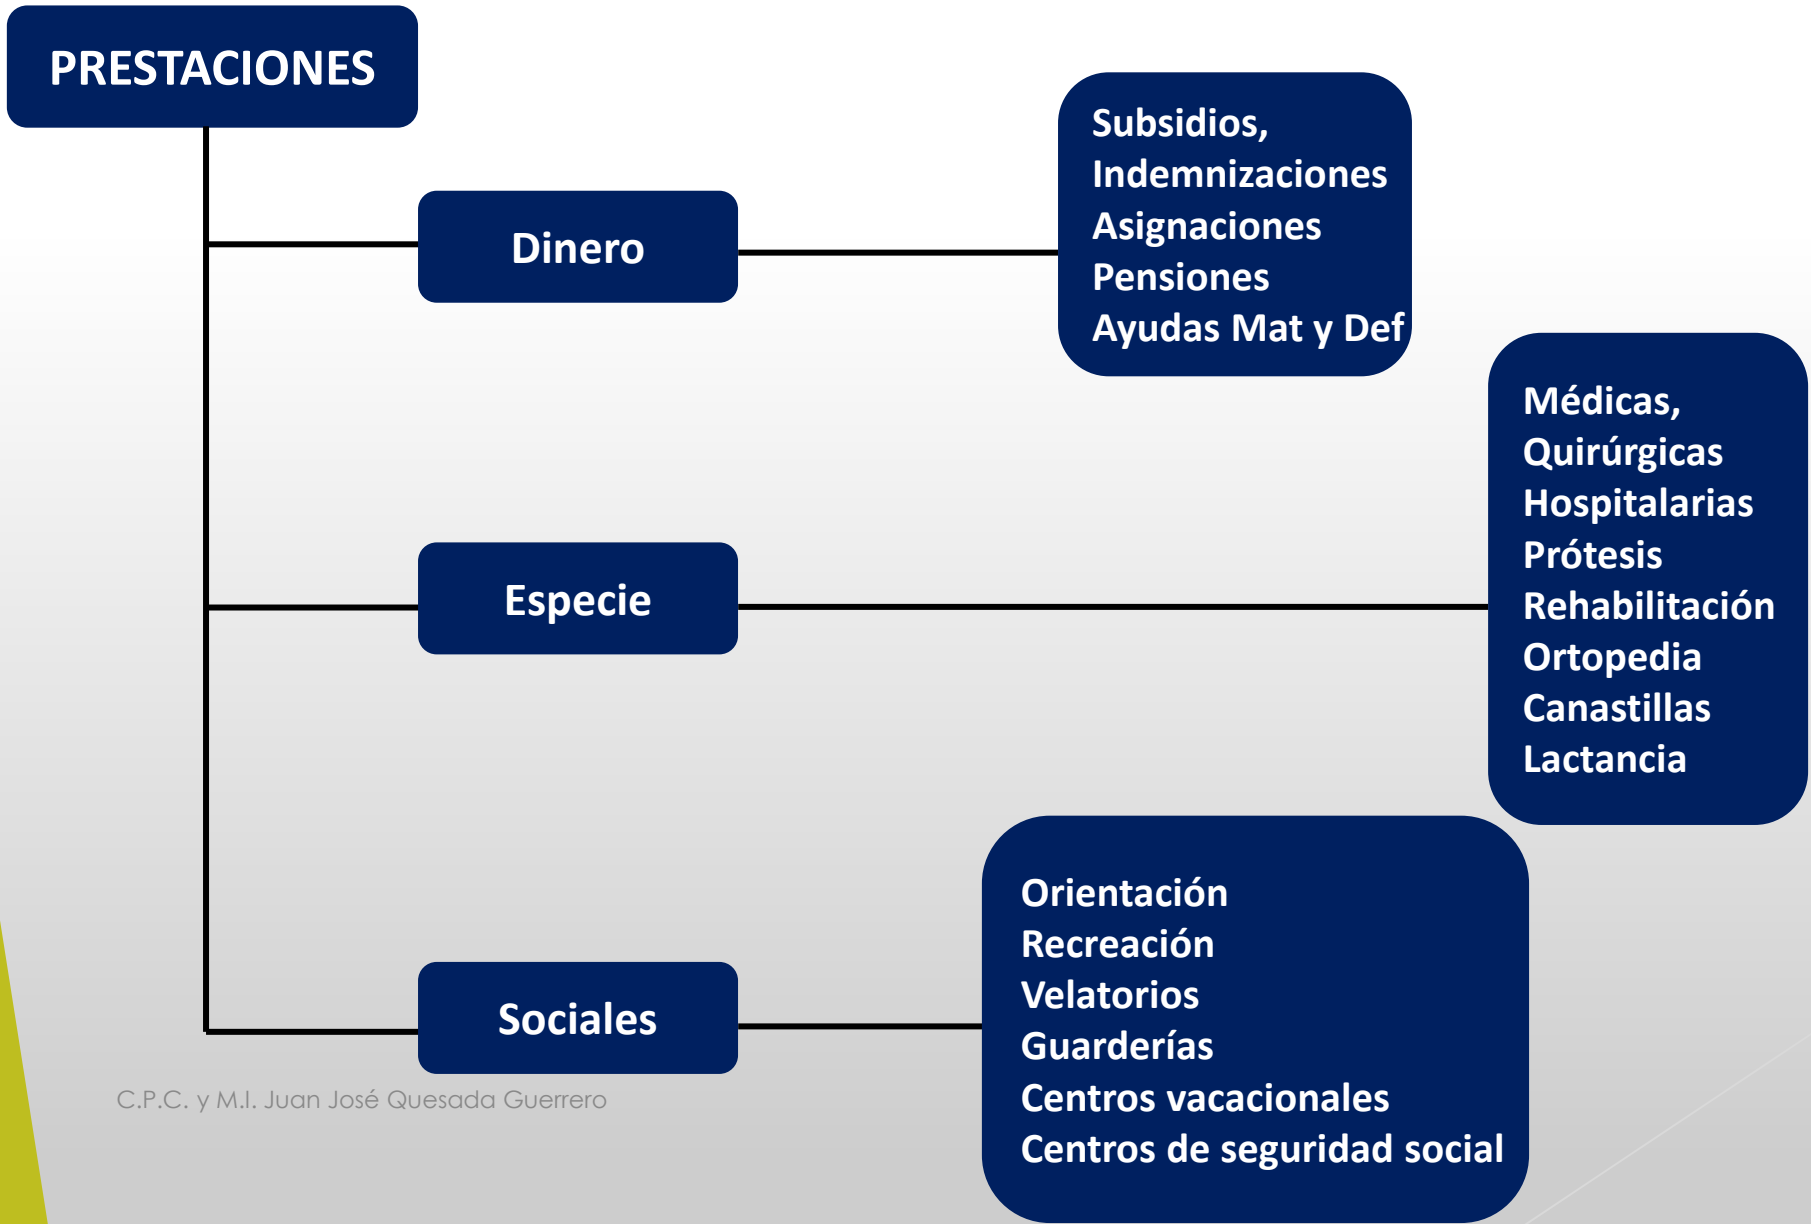 PRESTACIONES
Dinero
Subsidios,
Indemnizaciones
Asignaciones
Pensiones
Ayudas Mat y Def
Especie
Médicas,
Quirúrgicas
Hospitalarias
Prótesis
Rehabilitación
Ortopedia
Canastillas
Lactancia
Sociales
Orientación
Recreación
Velatorios
Guarderías
Centros vacacionales
Centros de seguridad social
C.P.C. y M.I. Juan José Quesada Guerrero